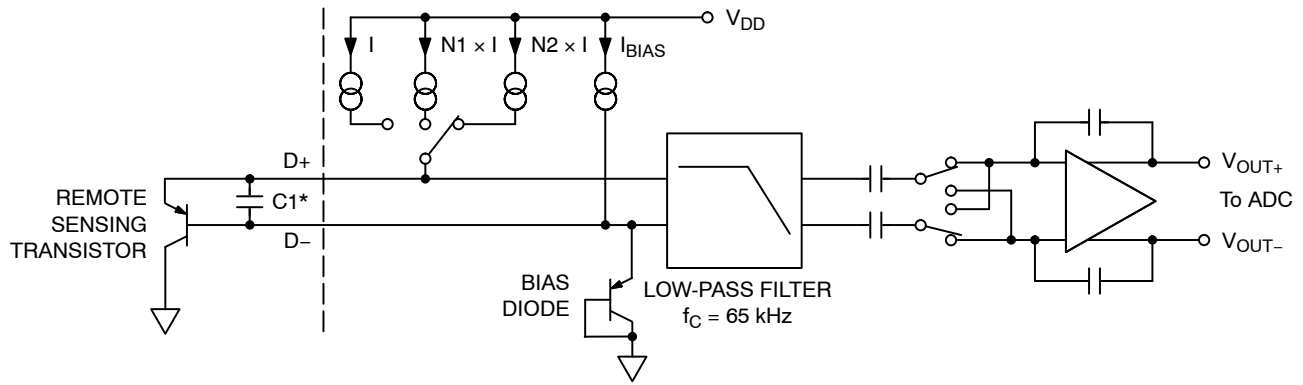 V_DD
I
N1 × I
N2 × I
I_BIAS
D+
C1*
REMOTE
SENSING
TRANSISTOR
D−
BIAS
DIODE
LOW-PASS FILTER
f_C = 65 kHz
V_OUT+
To ADC
V_OUT−